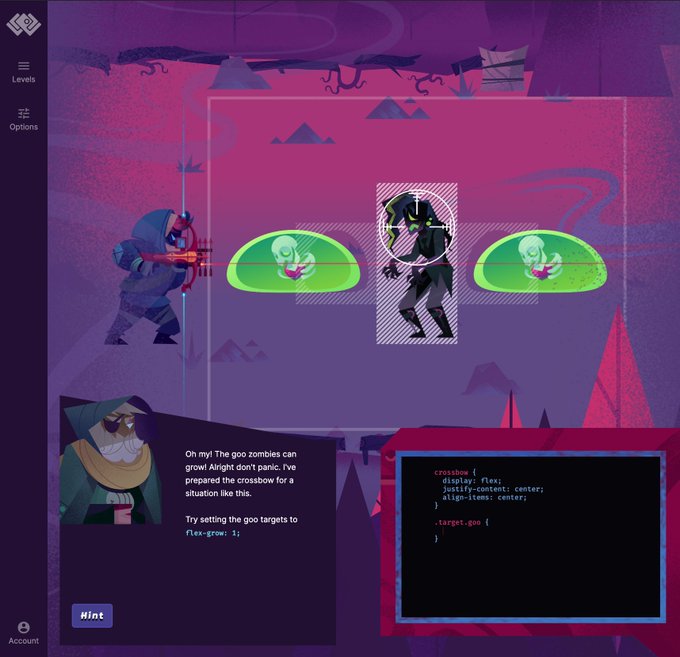 Levels
Options
Oh my! The goo zombies can
grow! Alright don't panic. I've
prepared the crossbow for a
situation like this.
Try setting the goo targets to
flex-grow: 1;
Hint
crossbow {
display: flex;
justify-content: center;
align-items: center;
}
.target.goo {
}
Account